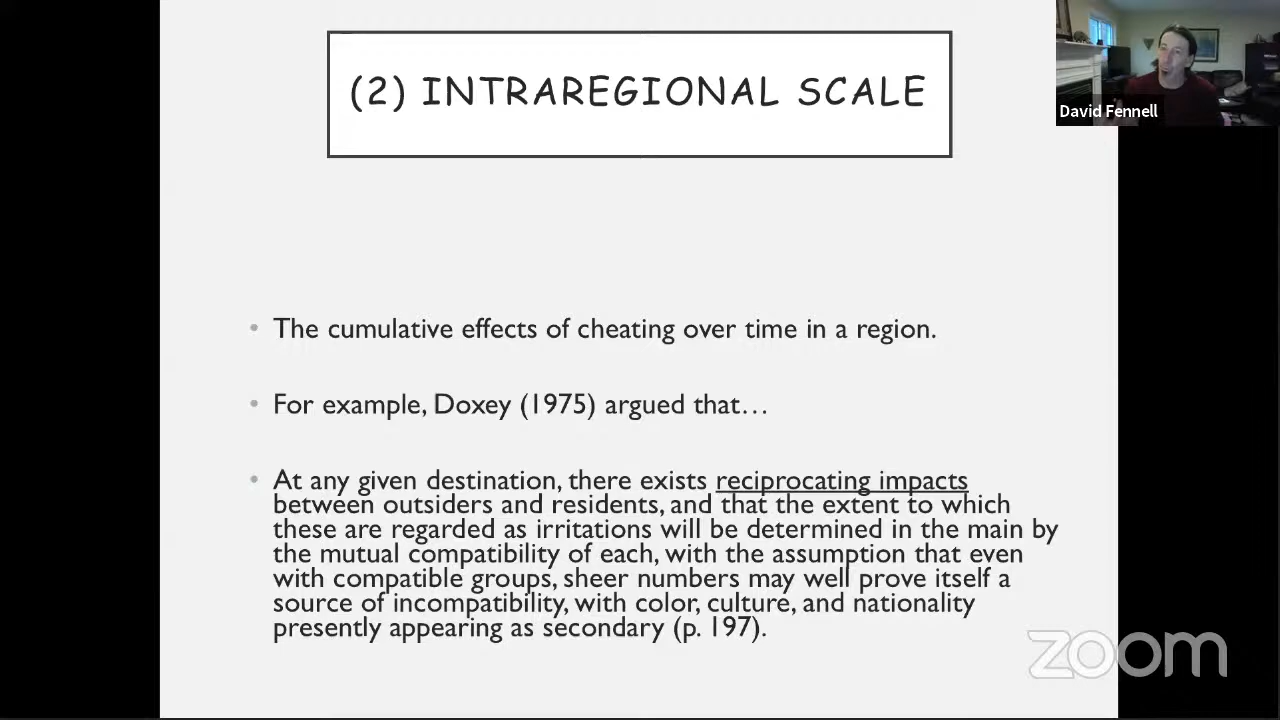 (2) INTRAREGIONAL SCALE
David Fennell
• The cumulative effects of cheating over time in a region.
• For example, Doxey (1975) argued that…
• At any given destination, there exists reciprocating impacts
between outsiders and residents, and that the extent to which
these are regarded as irritations will be determined in the main by
the mutual compatibility of each, with the assumption that even
with compatible groups, sheer numbers may well prove itself a
source of incompatibility, with color, culture, and nationality
presently appearing as secondary (p. 197).
zoom